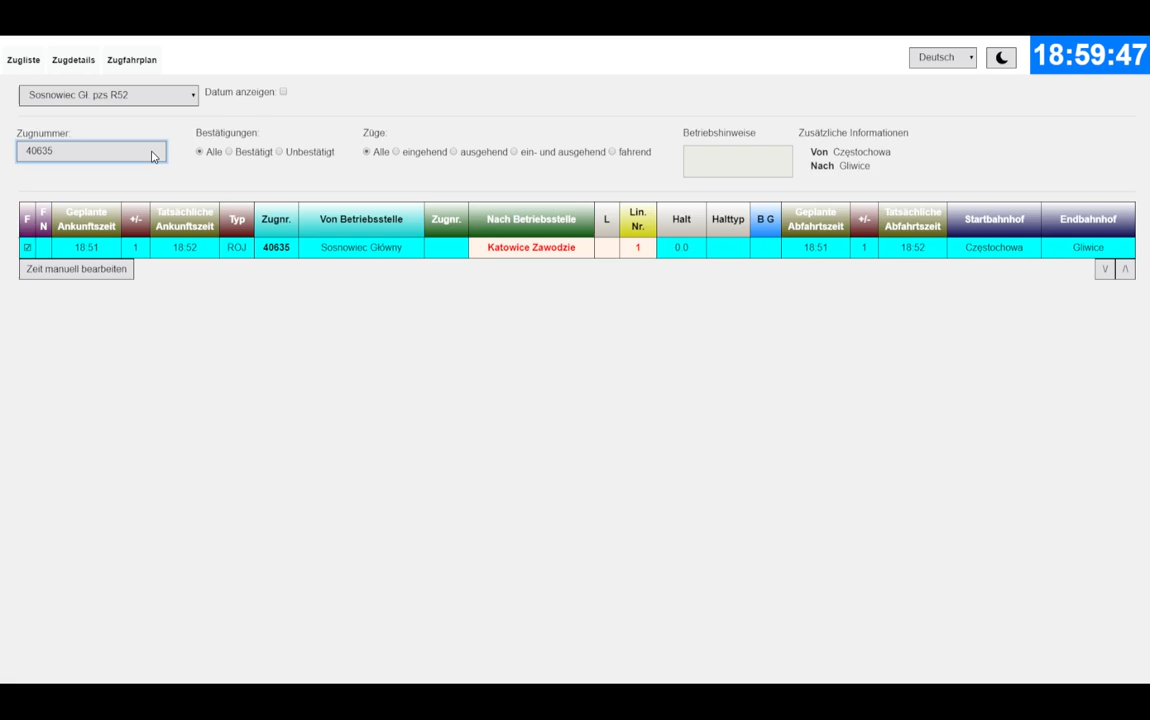 Zugliste Zugdetails Zugfahrplan Deutsch 18:59:47
Sosnowiec Gł. pzs R52 Datum anzeigen:
Zugnummer: Bestätigungen: Züge: Betriebshinweise Zusätzliche Informationen
40635 Alle Bestätigt Unbestätigt Alle eingehend ausgehend ein- und ausgehend fahrend Von Częstochowa
Nach Gliwice
F F N Geplante Ankunftszeit +/- Tatsächliche Ankunftszeit Typ Zugnr. Von Betriebsstelle Zugnr. Nach Betriebsstelle L Lin. Nr. Halt Halttyp B G Geplante Abfahrtszeit +/- Tatsächliche Abfahrtszeit Startbahnhof Endbahnhof
18:51 1 18:52 ROJ 40635 Sosnowiec Główny Katowice Zawodzie 1 0.0 18:51 1 18:52 Częstochowa Gliwice
Zeit manuell bearbeiten V Λ